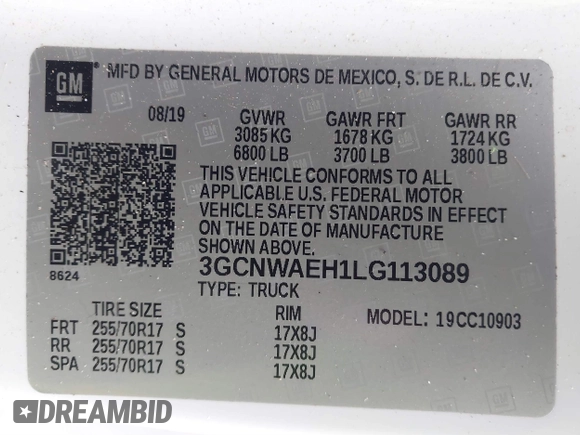 GM MFD BY GENERAL MOTORS DE MEXICO, S. DE R.L. DE C.V.
08/19 GVWR GAWR FRT GAWR RR
3085 KG 1678 KG 1724 KG
6800 LB 3700 LB 3800 LB
THIS VEHICLE CONFORMS TO ALL
APPLICABLE U.S. FEDERAL MOTOR
VEHICLE SAFETY STANDARDS IN EFFECT
ON THE DATE OF MANUFACTURE
SHOWN ABOVE.
8624 3GCNWAEH1LG113089
TYPE: TRUCK
TIRE SIZE RIM MODEL: 19CC10903
FRT 255/70R17 S 17X8J
RR 255/70R17 S 17X8J
SPA 255/70R17 S 17X8J
DREAMBID